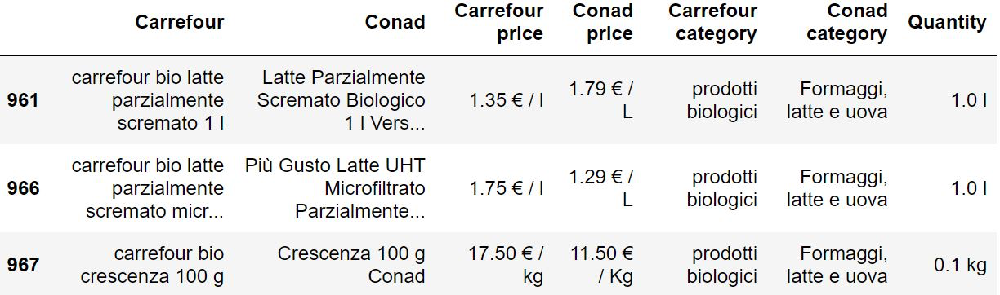 Carrefour Conad Carrefour price Conad price Carrefour category Conad category Quantity
961 carrefour bio latte parzialmente scremato 1 l Latte Parzialmente Scremato Biologico 1 l Vers... 1.35 € / l 1.79 € / L prodotti biologici Formaggi, latte e uova 1.0 l
966 carrefour bio latte parzialmente scremato micr... Più Gusto Latte UHT Microfiltrato Parzialmente... 1.75 € / l 1.29 € / L prodotti biologici Formaggi, latte e uova 1.0 l
967 carrefour bio crescenza 100 g Crescenza 100 g Conad 17.50 € / kg 11.50 € / Kg prodotti biologici Formaggi, latte e uova 0.1 kg